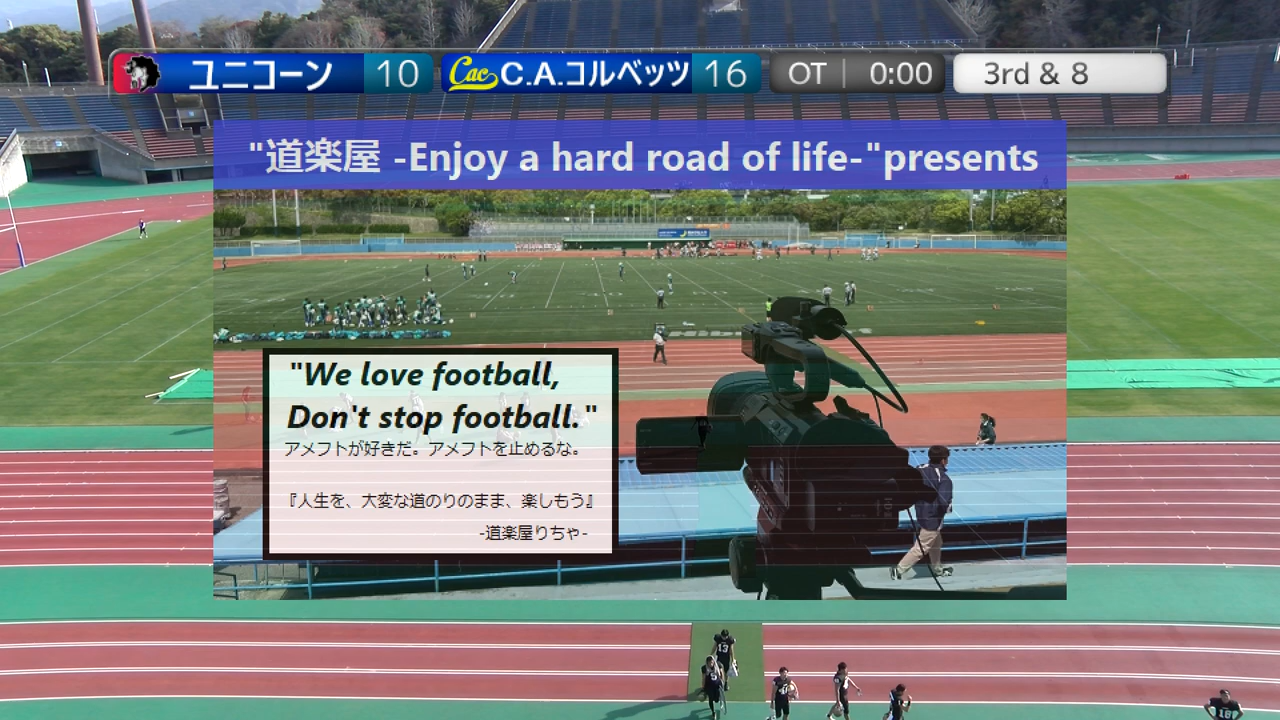 ユニコーン 10 Cac C.A.コルベッツ 16 OT 0:00 3rd & 8
"道楽屋 -Enjoy a hard road of life-"presents
"We love football,
Don't stop football."
アメフトが好きだ。アメフトを止めるな。
『人生を、大変な道のりのまま、楽しもう』
-道楽屋りちゃ-
13
18